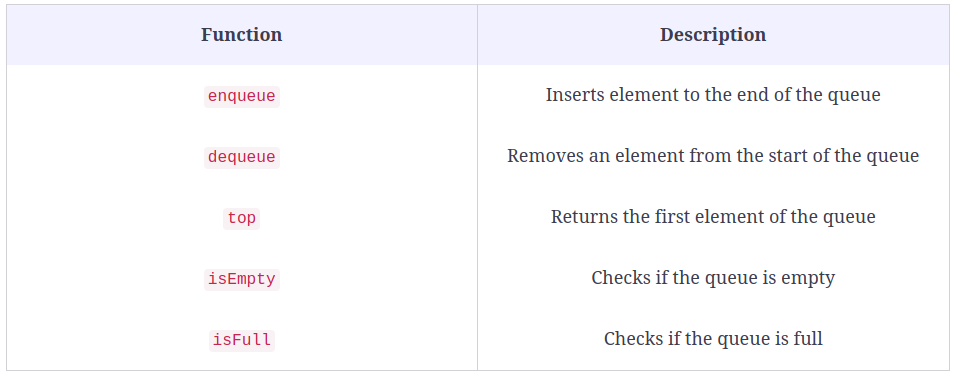 Function Description
enqueue Inserts element to the end of the queue
dequeue Removes an element from the start of the queue
top Returns the first element of the queue
isEmpty Checks if the queue is empty
isFull Checks if the queue is full